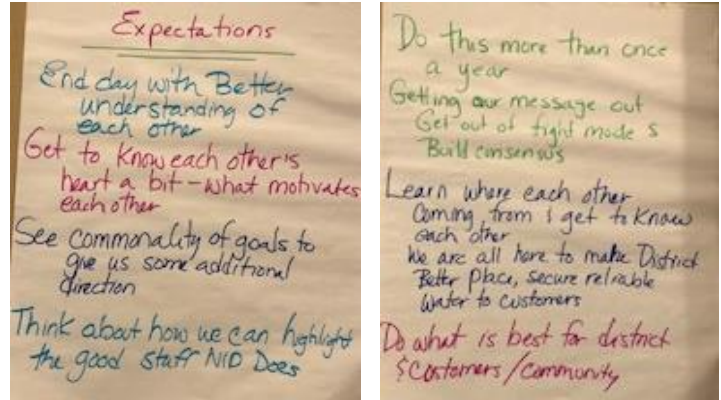 Expectations
End day with Better
understanding of
each other
Get to Know each other's
heart a bit - what motivates
each other
See commonality of goals to
give us some additional
direction
Think about how we can highlight
the good staff NID Does
Do this more than once
a year
Getting our message out
Get out of fight mode &
Build consensus
Learn where each other
Coming from & get to know
each other
We are all here to make District
Better Place, secure reliable
water to customers
Do what is best for district
& Customers/Community